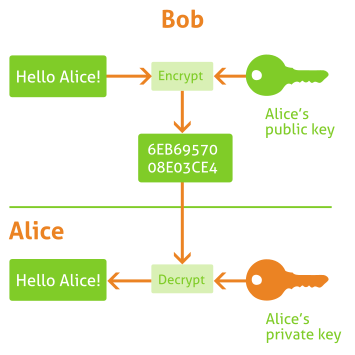 Bob
Hello Alice!
Encrypt
Alice's
public key
6EB69570
08E03CE4
Alice
Hello Alice!
Decrypt
Alice's
private key